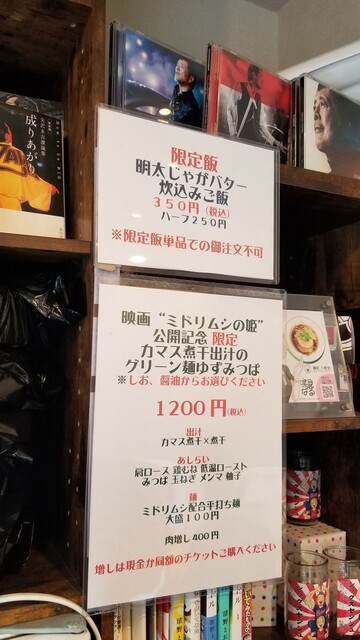 限定飯
明太じゃがバター
炊込みご飯
350円(税込)
ハーフ250円
※限定飯単品での御注文不可
映画“ミドリムシの姫”
公開記念 限定
カマス煮干出汁の
グリーン麺ゆずみつば
※しお、醤油からお選びください
1200円(税込)
出汁
カマス煮干×煮干
あしらい
肩ロース 鶏むね 低温ロースト
みつば 玉ねぎ メンマ 柚子
麺
ミドリムシ配合平打ち麺
大盛100円
肉増し400円
増しは現金か同額のチケットご購入ください
成りあがり